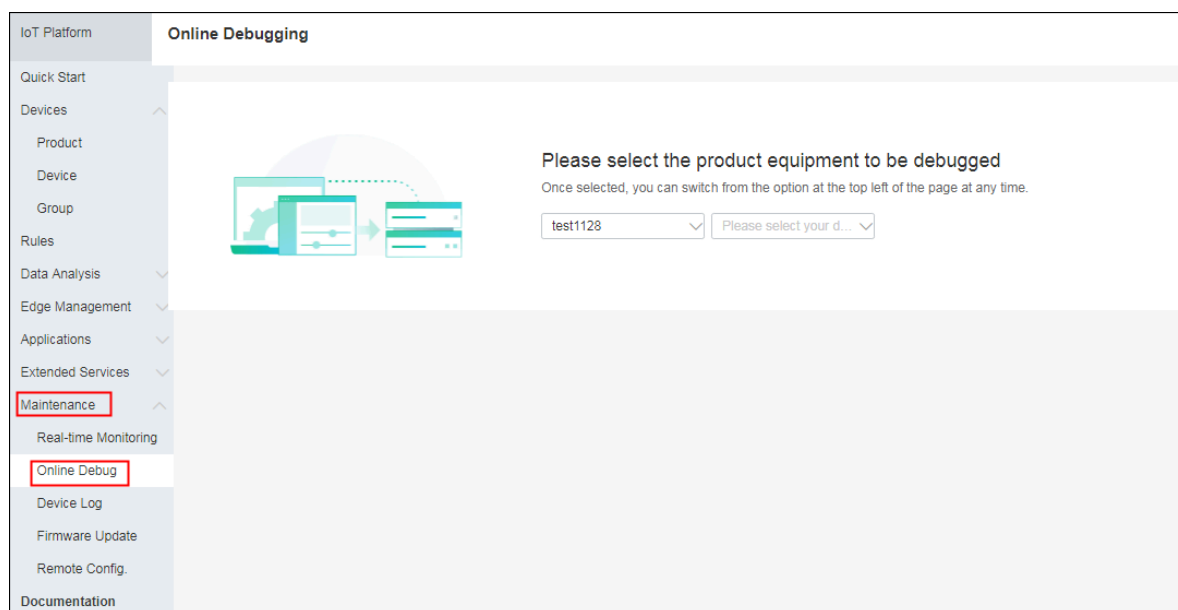 IoT Platform
Online Debugging
Quick Start
Devices
Product
Device
Group
Rules
Data Analysis
Edge Management
Applications
Extended Services
Maintenance
Real-time Monitoring
Online Debug
Device Log
Firmware Update
Remote Config.
Documentation
Please select the product equipment to be debugged
Once selected, you can switch from the option at the top left of the page at any time.
test1128
Please select your d...